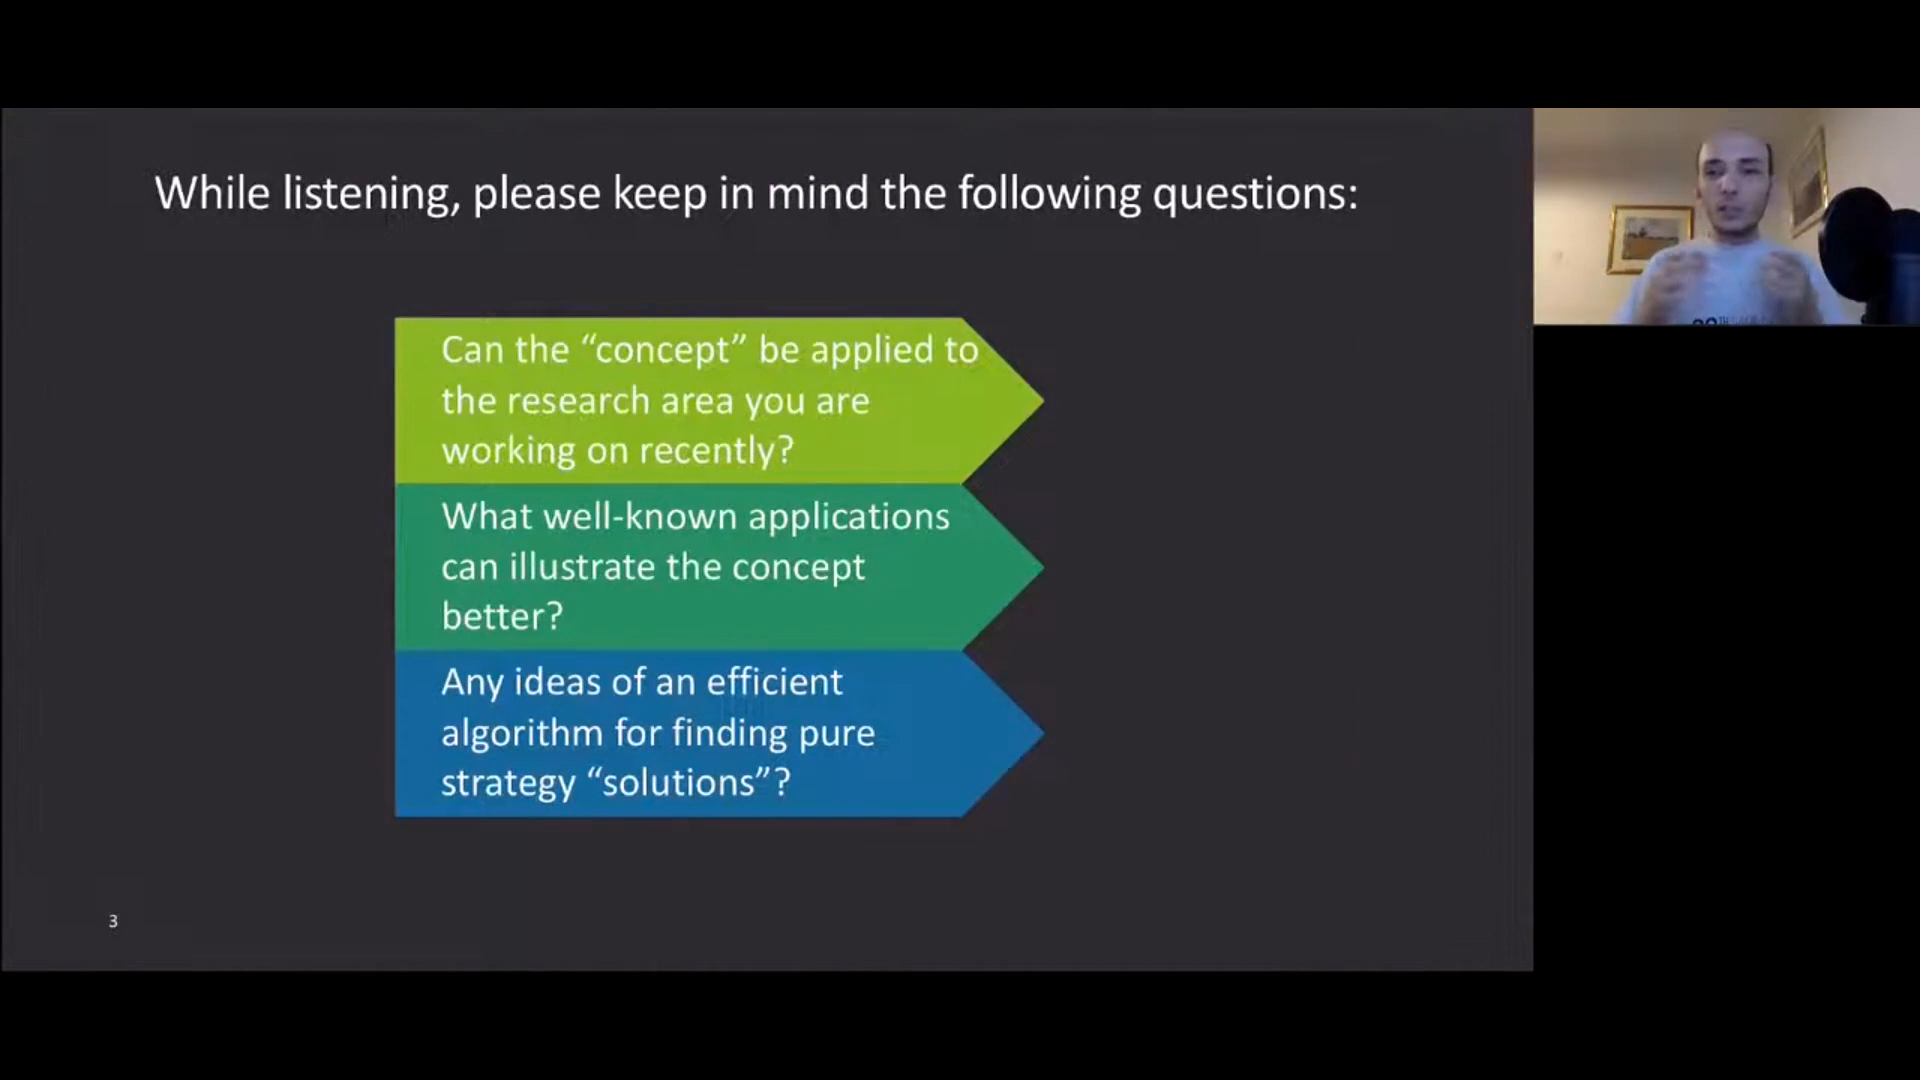 While listening, please keep in mind the following questions:
Can the “concept” be applied to
the research area you are
working on recently?
What well-known applications
can illustrate the concept
better?
Any ideas of an efficient
algorithm for finding pure
strategy “solutions”?
3